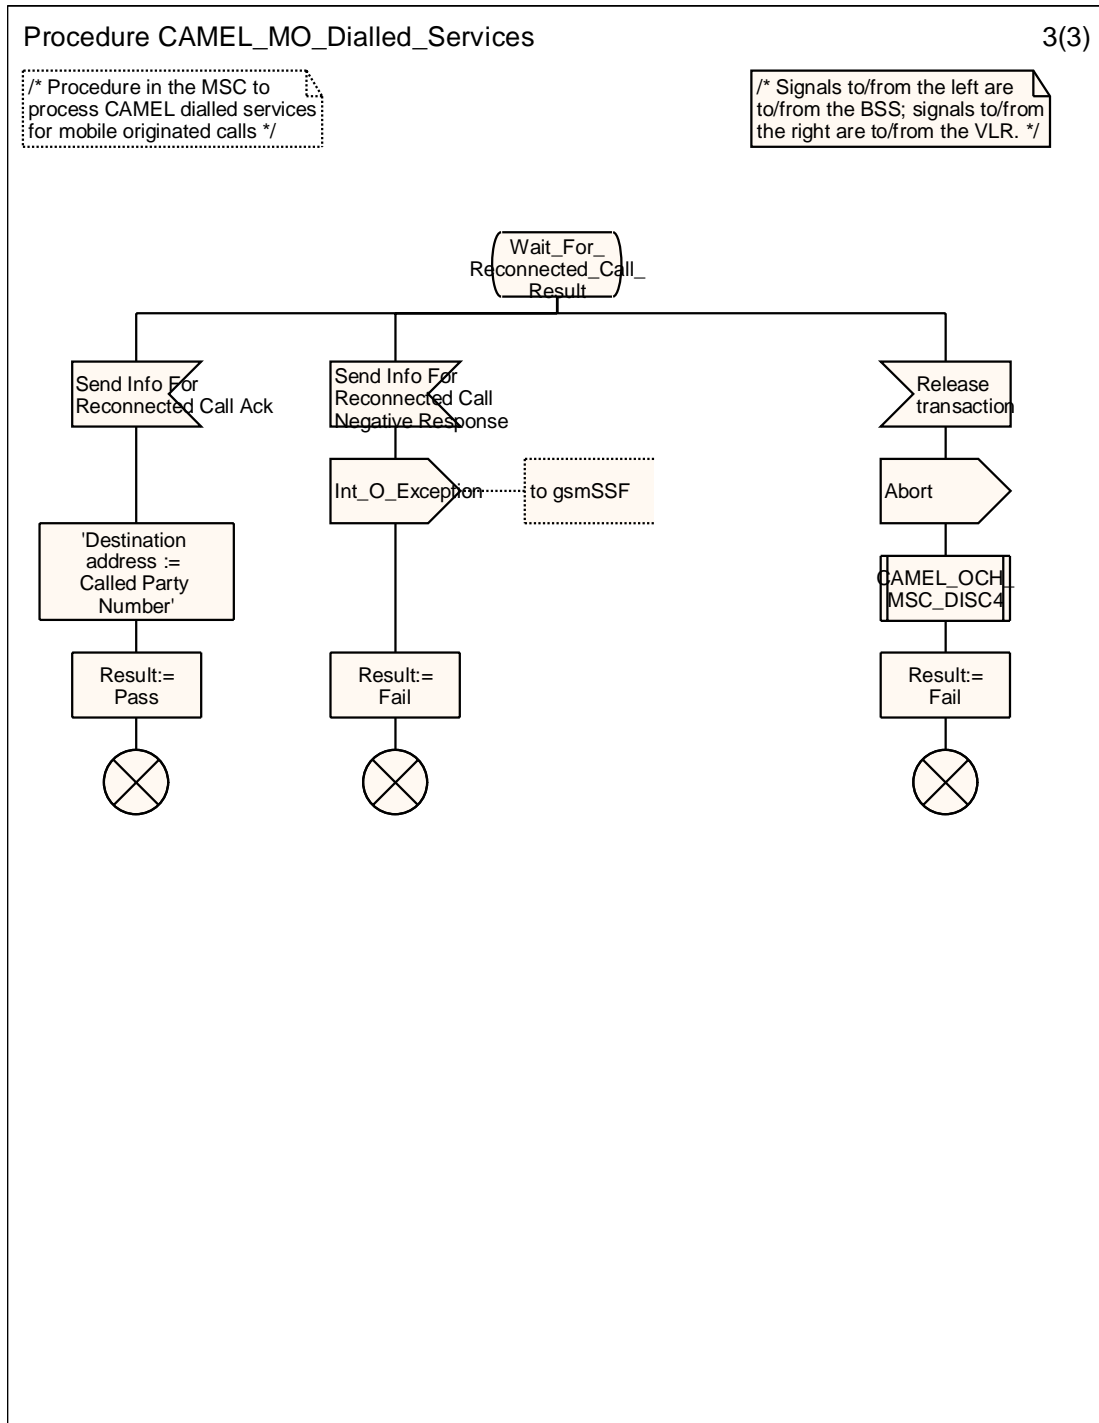 Procedure CAMEL_MO_Dialled_Services
3(3)
/* Procedure in the MSC to
process CAMEL dialled services
for mobile originated calls */
/* Signals to/from the left are
to/from the BSS; signals to/from
the right are to/from the VLR. */
Wait_For_
Reconnected_Call_
Result
Send Info For
Reconnected Call Ack
Send Info For
Reconnected Call
Negative Response
Release
transaction
Int_O_Exception
to gsmSSF
Abort
'Destination
address :=
Called Party
Number'
CAMEL_OCH_
MSC_DISC4
Result:=
Pass
Result:=
Fail
Result:=
Fail